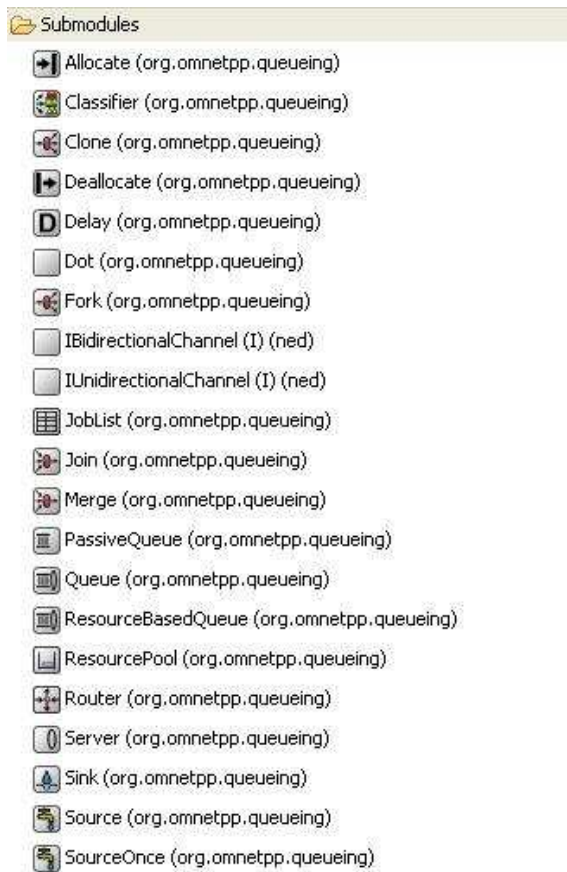 Submodules
Allocate (org.omnetpp.queueing)
Classifier (org.omnetpp.queueing)
Clone (org.omnetpp.queueing)
Deallocate (org.omnetpp.queueing)
D Delay (org.omnetpp.queueing)
Dot (org.omnetpp.queueing)
Fork (org.omnetpp.queueing)
IBidirectionalChannel (I) (ned)
IUnidirectionalChannel (I) (ned)
JobList (org.omnetpp.queueing)
Join (org.omnetpp.queueing)
Merge (org.omnetpp.queueing)
PassiveQueue (org.omnetpp.queueing)
Queue (org.omnetpp.queueing)
ResourceBasedQueue (org.omnetpp.queueing)
ResourcePool (org.omnetpp.queueing)
Router (org.omnetpp.queueing)
Server (org.omnetpp.queueing)
Sink (org.omnetpp.queueing)
Source (org.omnetpp.queueing)
SourceOnce (org.omnetpp.queueing)